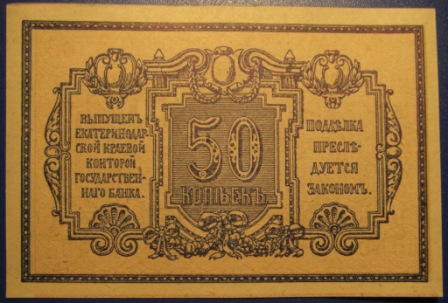 ВЫПУЩЕНЪ
ЕКАТЕРИНОДАР-
СКОЙ КРАЕВОЙ
КОНТОРОЙ
ГОСУДАРСТВЕН-
НАГО БАНКА.
50
КОПѢЕКЪ
ПОДДѢЛКА
ПРЕСЛѢ-
ДУЕТСЯ
ЗАКОНОМЪ.